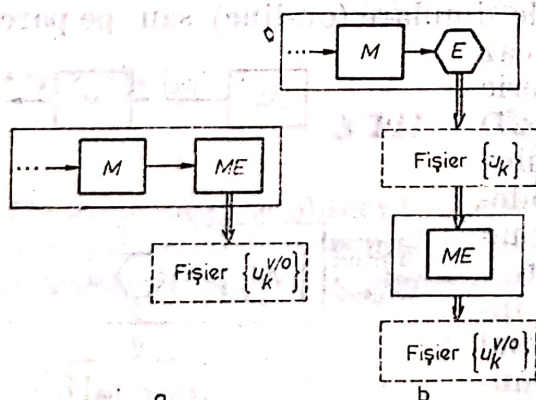 .... M E
Fişier {u_k}
.... M ME
Fişier {u_k^v/o}
ME
Fişier {u_k^v/o}
a b